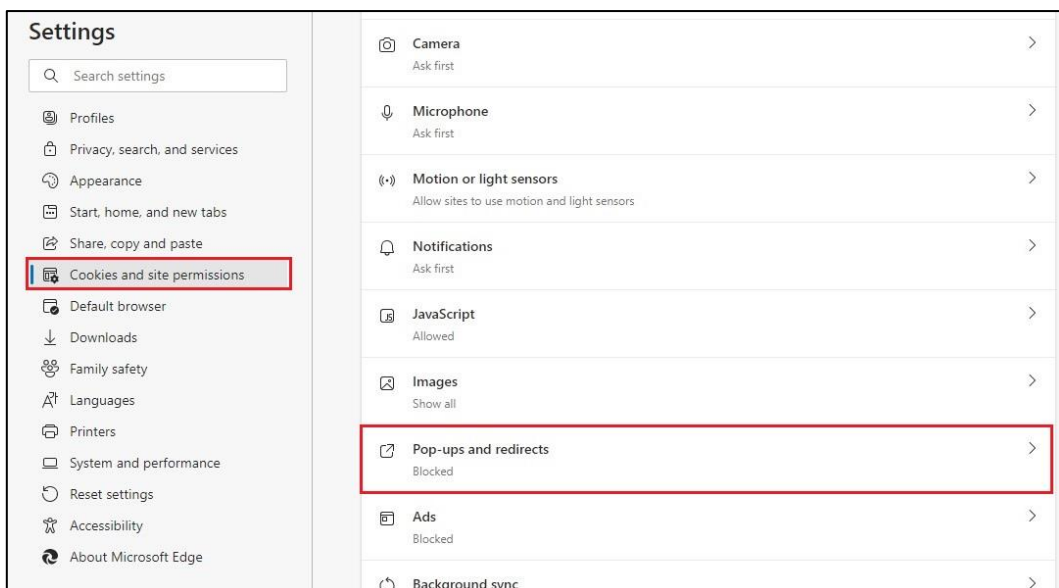 Settings
Search settings
Profiles
Privacy, search, and services
Appearance
Start, home, and new tabs
Share, copy and paste
Cookies and site permissions
Default browser
Downloads
Family safety
Languages
Printers
System and performance
Reset settings
Accessibility
About Microsoft Edge
Camera
Ask first
Microphone
Ask first
Motion or light sensors
Allow sites to use motion and light sensors
Notifications
Ask first
JavaScript
Allowed
Images
Show all
Pop-ups and redirects
Blocked
Ads
Blocked
Background sync